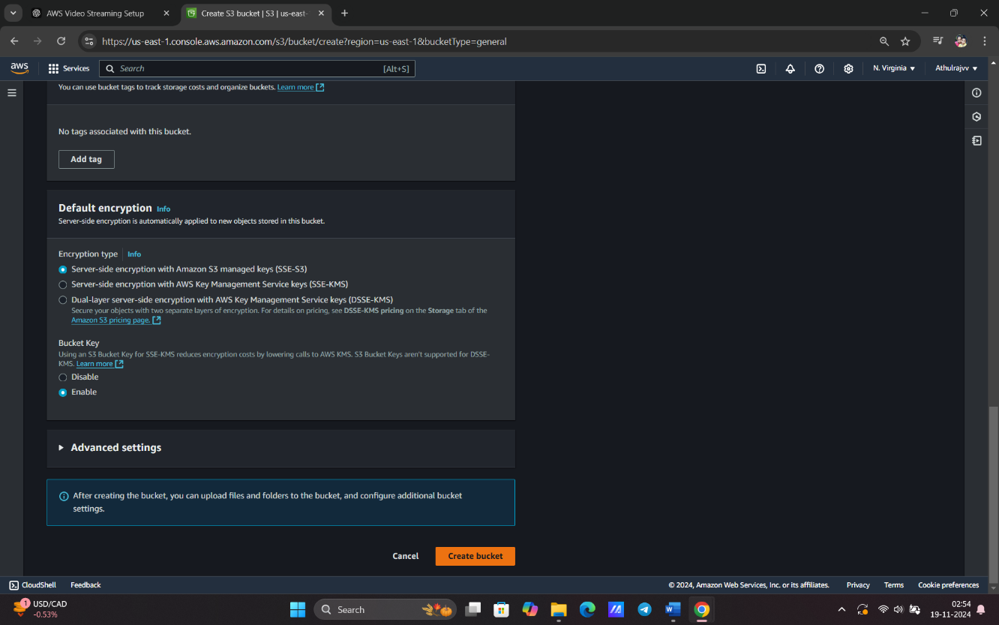 AWS Video Streaming Setup
Create S3 bucket | S3 | us-east-
https://us-east-1.console.aws.amazon.com/s3/bucket/create?region=us-east-1&bucketType=general
aws
Services
Search
[Alt+S]
N. Virginia
Athulrajvv
You can use bucket tags to track storage costs and organize buckets. Learn more
No tags associated with this bucket.
Add tag
Default encryption Info
Server-side encryption is automatically applied to new objects stored in this bucket.
Encryption type Info
Server-side encryption with Amazon S3 managed keys (SSE-S3)
Server-side encryption with AWS Key Management Service keys (SSE-KMS)
Dual-layer server-side encryption with AWS Key Management Service keys (DSSE-KMS)
Secure your objects with two separate layers of encryption. For details on pricing, see DSSE-KMS pricing on the Storage tab of the
Amazon S3 pricing page.
Bucket Key
Using an S3 Bucket Key for SSE-KMS reduces encryption costs by lowering calls to AWS KMS. S3 Bucket Keys aren't supported for DSSE-
KMS. Learn more
Disable
Enable
Advanced settings
After creating the bucket, you can upload files and folders to the bucket, and configure additional bucket
settings.
Cancel
Create bucket
CloudShell
Feedback
© 2024, Amazon Web Services, Inc. or its affiliates.
Privacy
Terms
Cookie preferences
1
USD/CAD
-0.53%
Search
W
02:54
19-11-2024